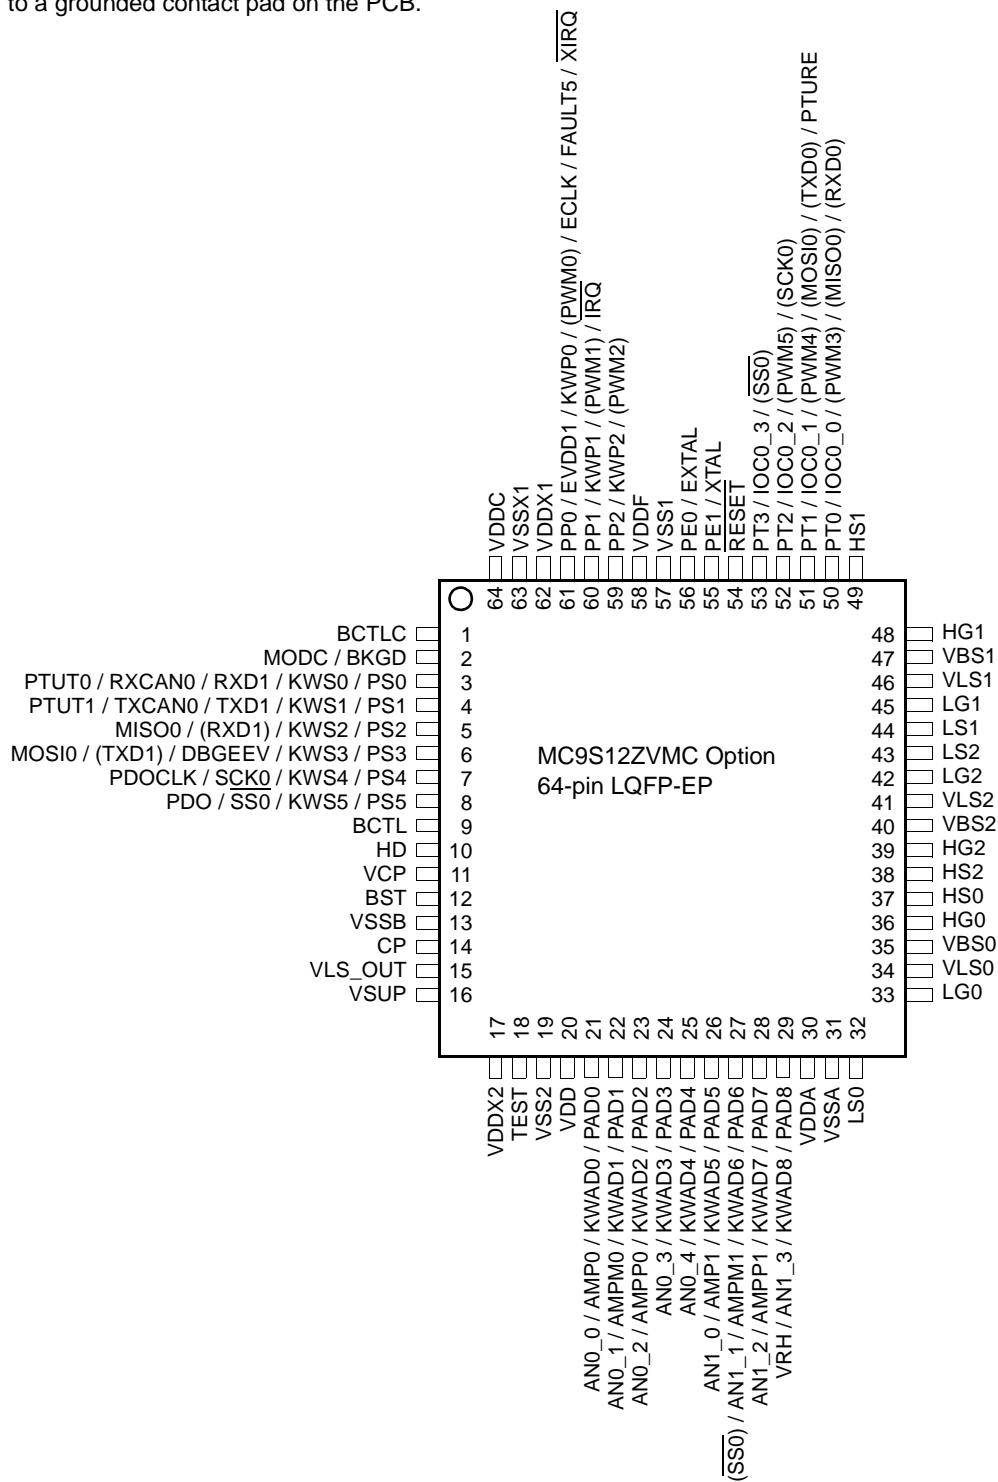 to a grounded contact pad on the PCB.
VDDC
VSSX1
VDDX1
PP0 / EVDD1 / KWP0 / (PWM0) / ECLK / FAULT5 / XIRQ
PP1 / KWP1 / (PWM1) / IRQ
PP2 / KWP2 / (PWM2)
VDDF
VSS1
PE0 / EXTAL
PE1 / XTAL
RESET
PT3 / IOC0_3 / (SS0)
PT2 / IOC0_2 / (PWM5) / (SCK0)
PT1 / IOC0_1 / (PWM4) / (MOSI0) / (TXD0) / PTURE
PT0 / IOC0_0 / (PWM3) / (MISO0) / (RXD0)
HS1
64 63 62 61 60 59 58 57 56 55 54 53 52 51 50 49
BCTLC 1
MODC / BKGD 2
PTUT0 / RXCAN0 / RXD1 / KWS0 / PS0 3
PTUT1 / TXCAN0 / TXD1 / KWS1 / PS1 4
MISO0 / (RXD1) / KWS2 / PS2 5
MOSI0 / (TXD1) / DBGEEV / KWS3 / PS3 6
PDOCLK / SCK0 / KWS4 / PS4 7
PDO / SS0 / KWS5 / PS5 8
BCTL 9
HD 10
VCP 11
BST 12
VSSB 13
CP 14
VLS_OUT 15
VSUP 16
MC9S12ZVMC Option
64-pin LQFP-EP
48 HG1
47 VBS1
46 VLS1
45 LG1
44 LS1
43 LS2
42 LG2
41 VLS2
40 VBS2
39 HG2
38 HS2
37 HS0
36 HG0
35 VBS0
34 VLS0
33 LG0
17 18 19 20 21 22 23 24 25 26 27 28 29 30 31 32
VDDX2
TEST
VSS2
VDD
AN0_0 / AMP0 / KWAD0 / PAD0
AN0_1 / AMPM0 / KWAD1 / PAD1
AN0_2 / AMPP0 / KWAD2 / PAD2
AN0_3 / KWAD3 / PAD3
AN0_4 / KWAD4 / PAD4
AN1_0 / AMP1 / KWAD5 / PAD5
(SS0) / AN1_1 / AMPM1 / KWAD6 / PAD6
AN1_2 / AMPP1 / KWAD7 / PAD7
VRH / AN1_3 / KWAD8 / PAD8
VDDA
VSSA
LS0